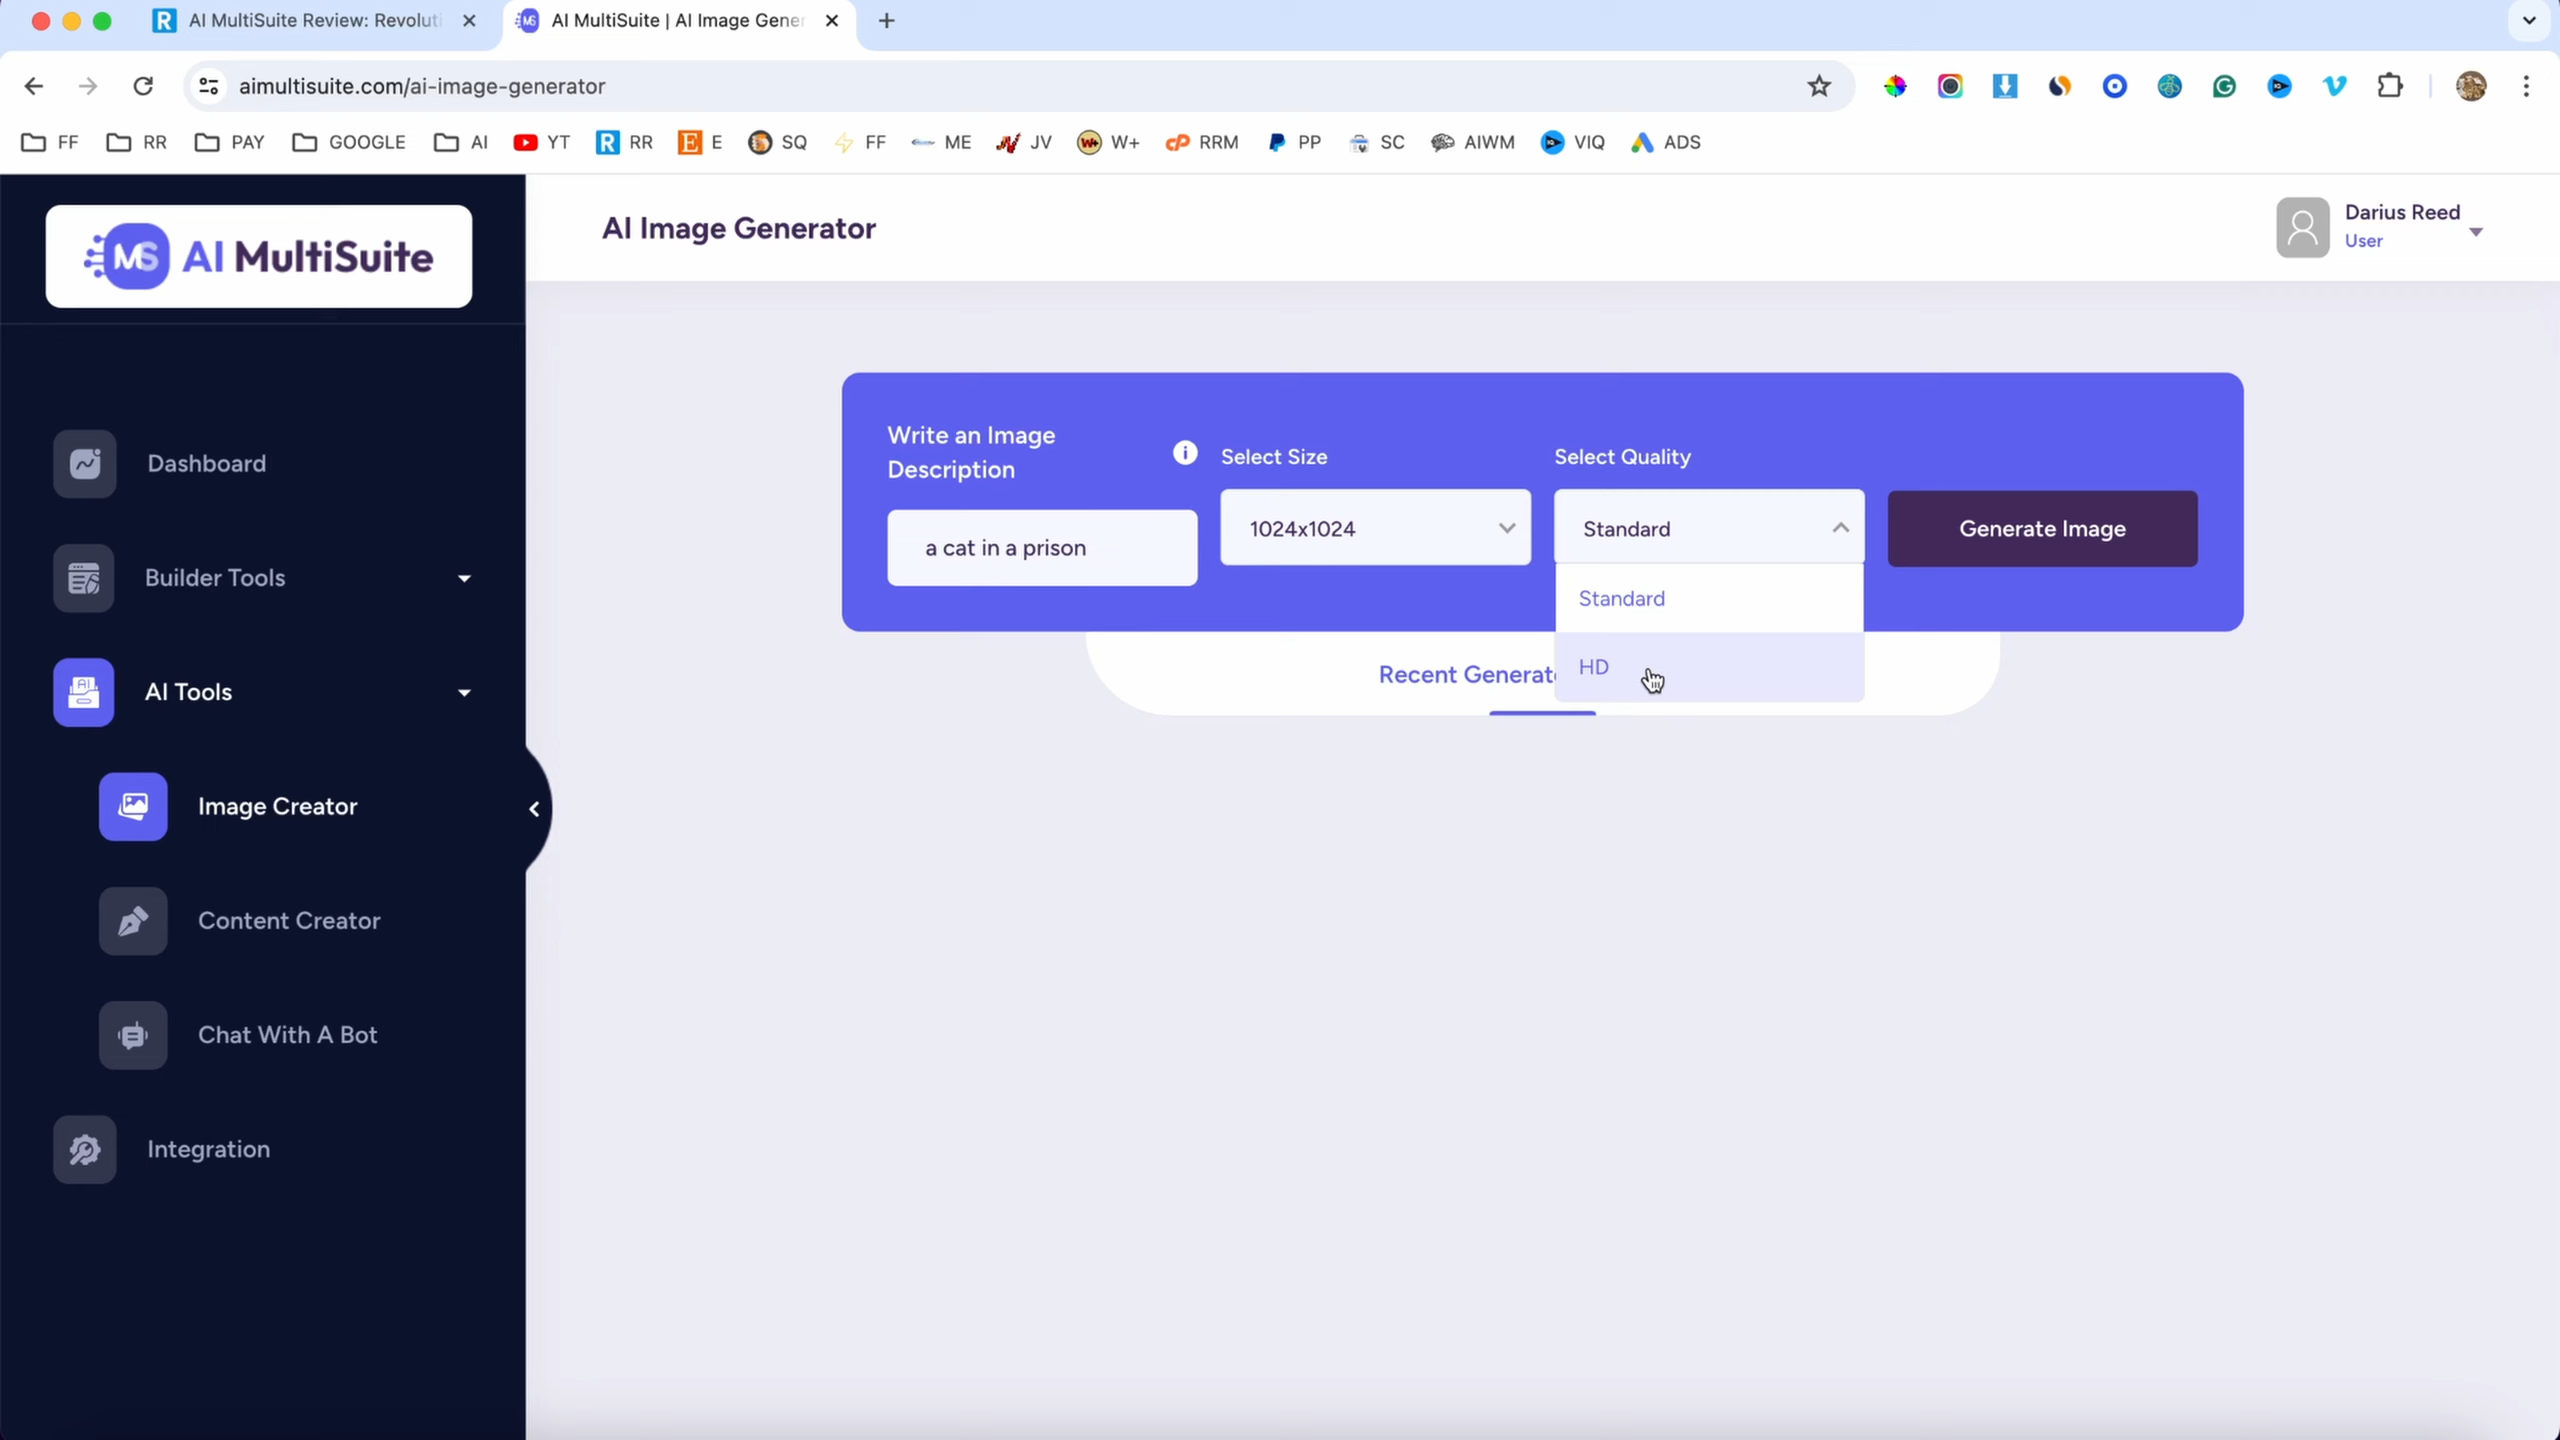 AI MultiSuite Review: Revoluti
AI MultiSuite | AI Image Gener
aimultisuite.com/ai-image-generator
FF RR PAY GOOGLE AI YT RR E SQ FF ME JV W+ RRM PP SC AIWM VIQ ADS
MS AI MultiSuite
AI Image Generator
Darius Reed
User
Dashboard
Builder Tools
AI Tools
Image Creator
Content Creator
Chat With A Bot
Integration
Write an Image
Description
Select Size
Select Quality
a cat in a prison
1024x1024
Standard
Generate Image
Standard
HD
Recent Generat